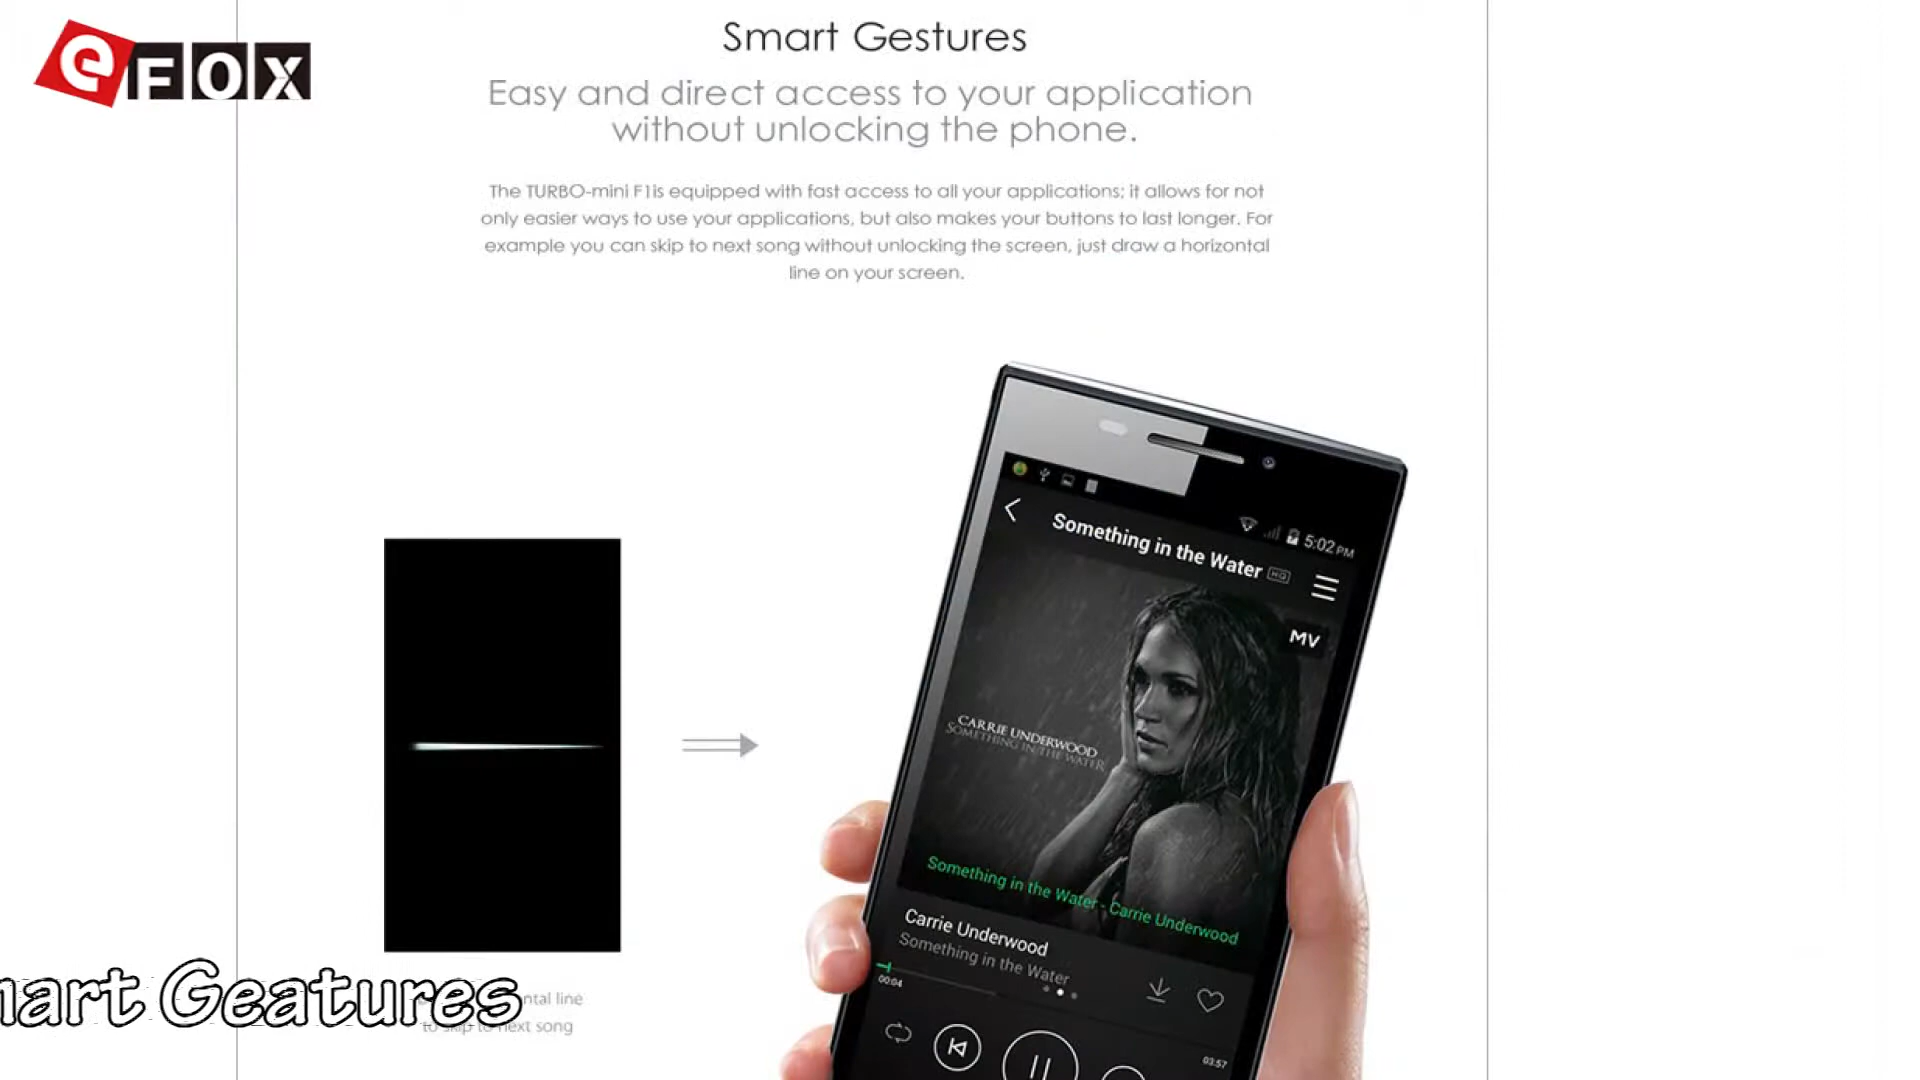 eFOX
Smart Gestures
Easy and direct access to your application
without unlocking the phone.
The TURBO-mini F1is equipped with fast access to all your applications; it allows for not
only easier ways to use your applications, but also makes your buttons to last longer. For
example you can skip to next song without unlocking the screen, just draw a horizontal
line on your screen.
5:02 PM
Something in the Water HQ
MV
CARRIE UNDERWOOD
SOMETHING IN THE WATER
Something in the Water - Carrie Underwood
Carrie Underwood
Something in the Water
00:04
03:57
mart Geatures
ntal line
to skip to next song